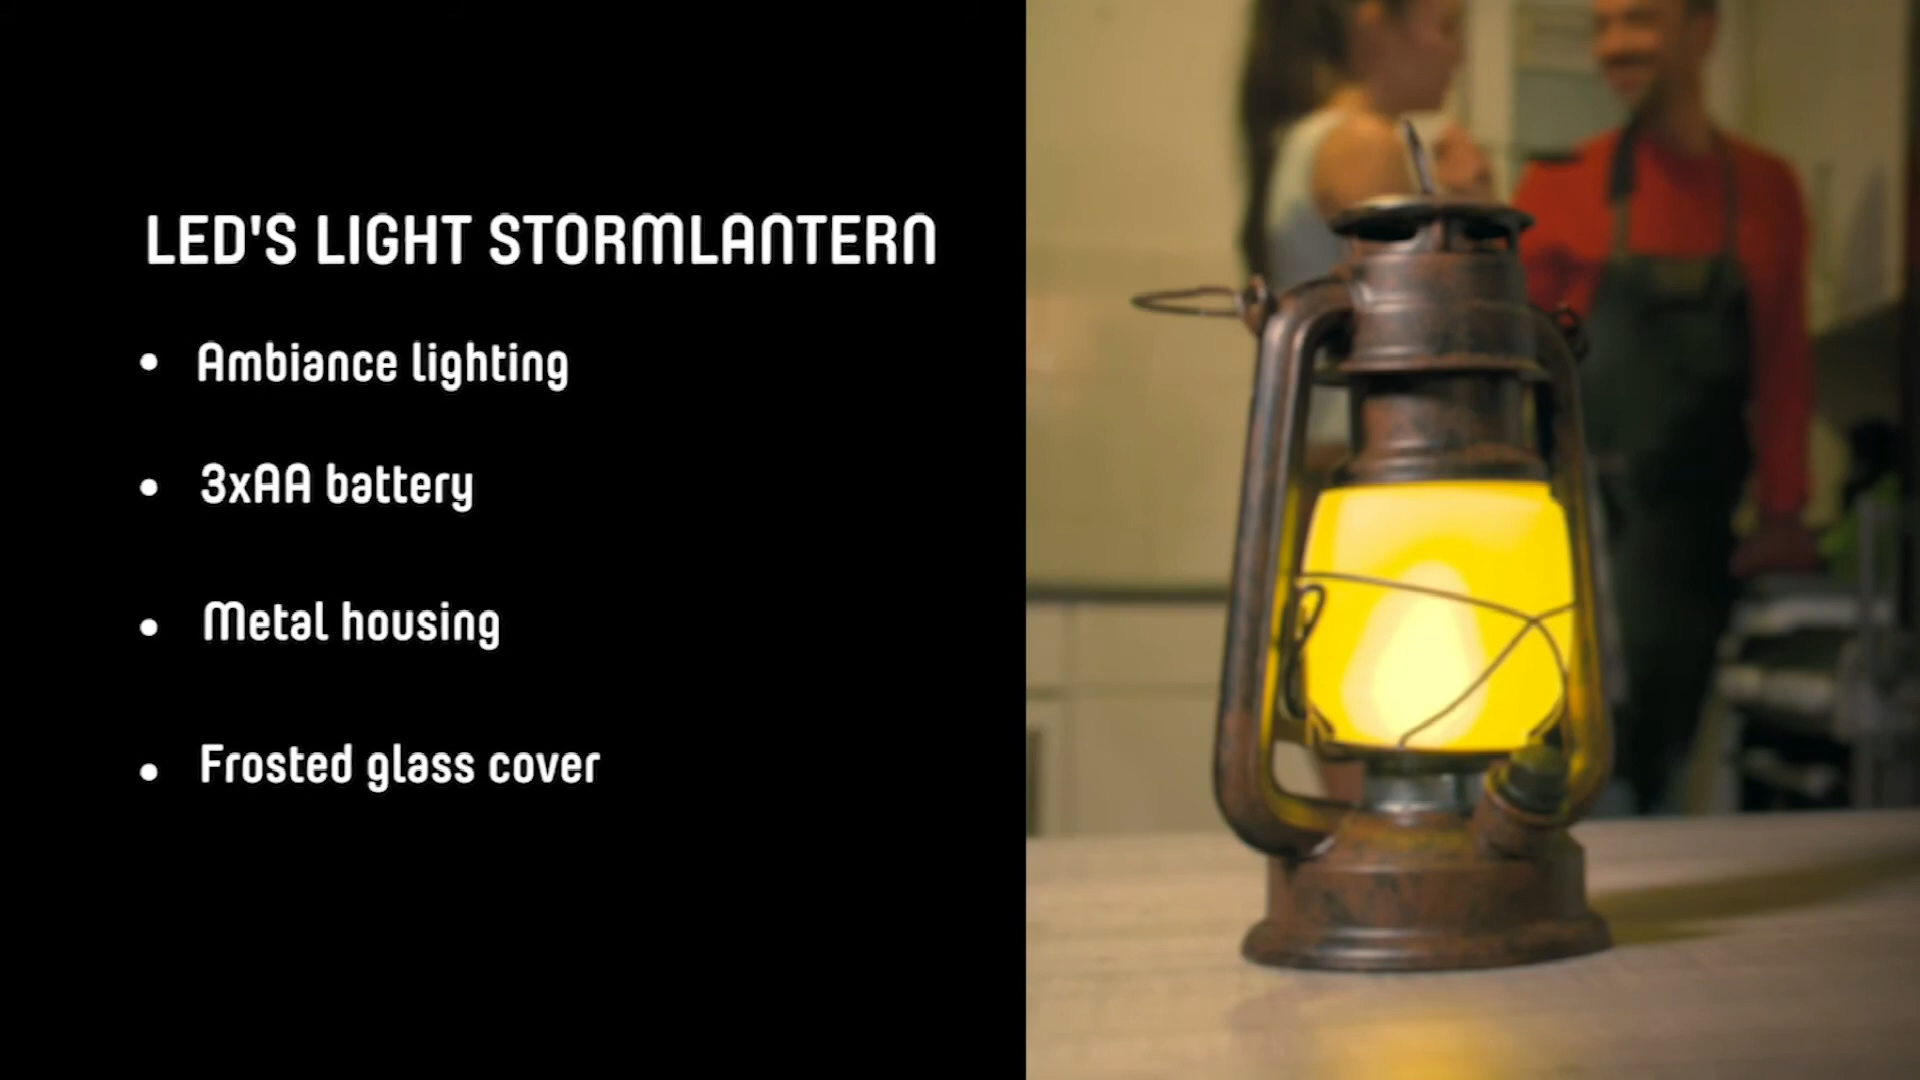 LED'S LIGHT STORMLANTERN
• Ambiance lighting
• 3xAA battery
• Metal housing
• Frosted glass cover